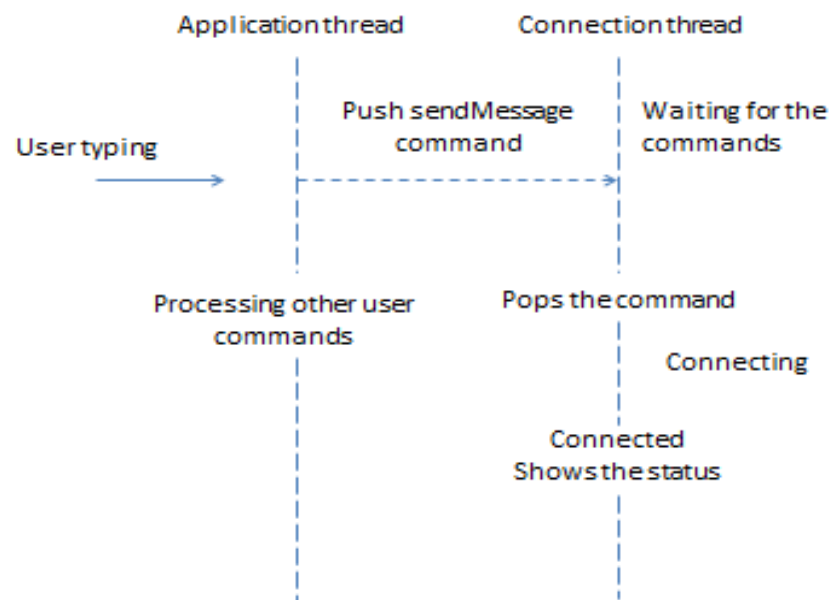 Application thread
Connection thread
Push sendMessage
command
Waiting for the
commands
User typing
Processing other user
commands
Pops the command
Connecting
Connected
Shows the status